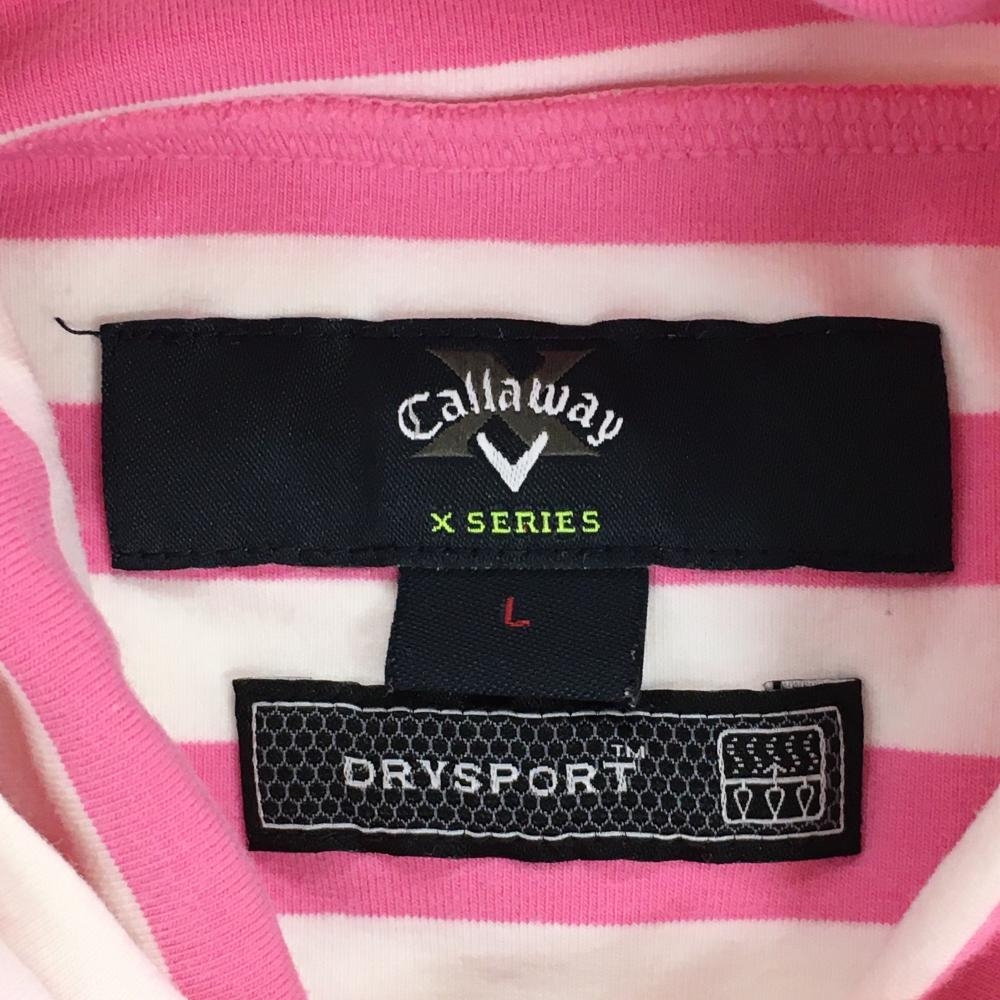 Callaway
X SERIES
L
DRYSPORT™